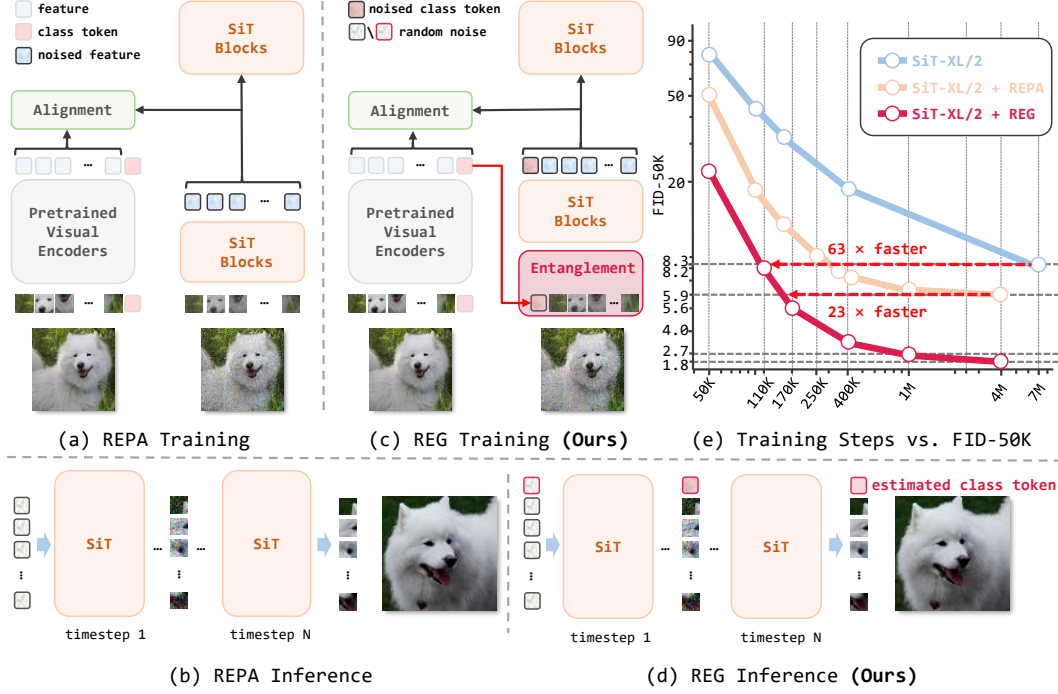 feature
class token
noised feature
SiT
Blocks
Alignment
...
...
Pretrained
Visual
Encoders
SiT
Blocks
...
...
(a) REPA Training
noised class token
\ random noise
SiT
Blocks
Alignment
...
...
Pretrained
Visual
Encoders
SiT
Blocks
Entanglement
...
...
(c) REG Training (Ours)
FID-50K
90
50
20
8.3
8.2
5.9
5.6
4.0
2.7
1.8
SiT-XL/2
SiT-XL/2 + REPA
SiT-XL/2 + REG
63 × faster
23 × faster
50K
110K
170K
250K
400K
1M
4M
7M
(e) Training Steps vs. FID-50K
SiT
...
...
SiT
...
...
...
timestep 1
timestep N
(b) REPA Inference
estimated class token
SiT
...
...
SiT
...
...
...
timestep 1
timestep N
(d) REG Inference (Ours)